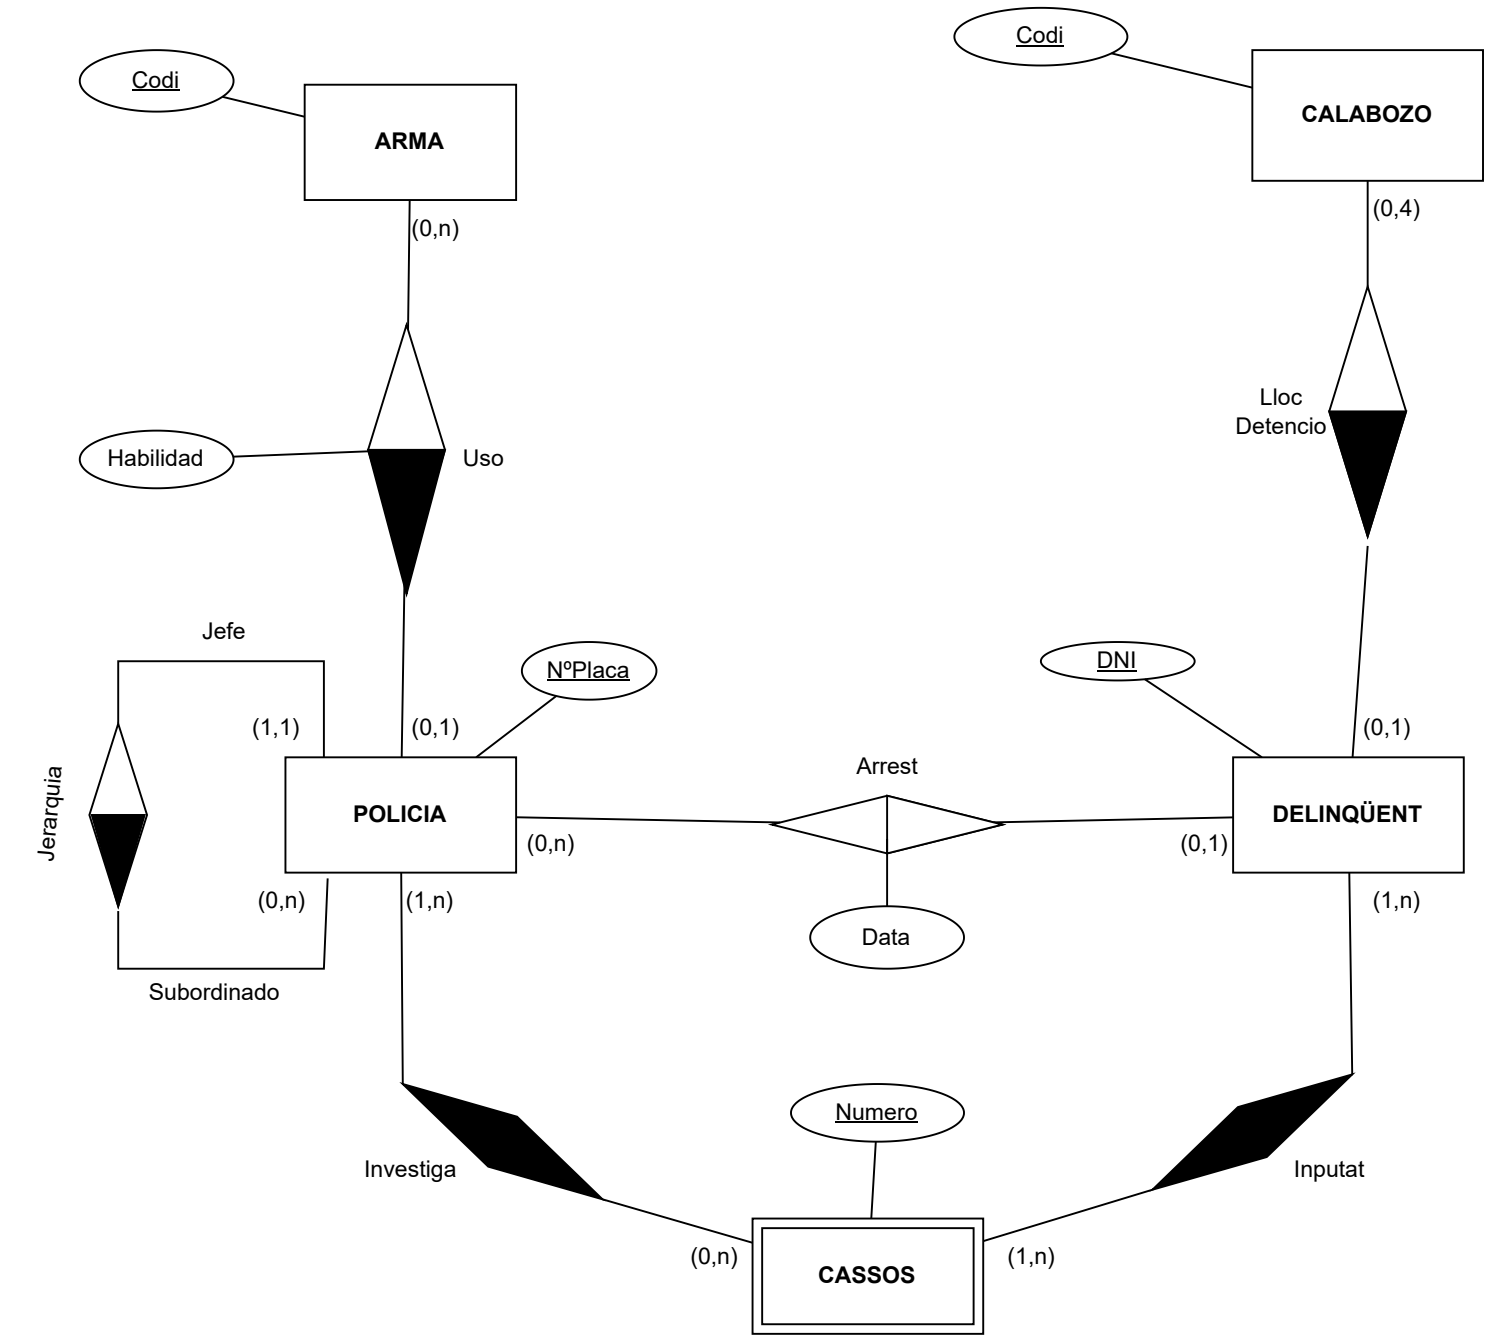 Codi
Codi
ARMA
CALABOZO
(0,n)
(0,4)
Lloc
Detencio
Habilidad
Uso
Jefe
NºPlaca
DNI
(1,1)
(0,1)
(0,1)
Jerarquia
Arrest
POLICIA
DELINQÜENT
(0,n)
(0,1)
(0,n)
(1,n)
(1,n)
Data
Subordinado
Numero
Investiga
Inputat
(0,n)
(1,n)
CASSOS